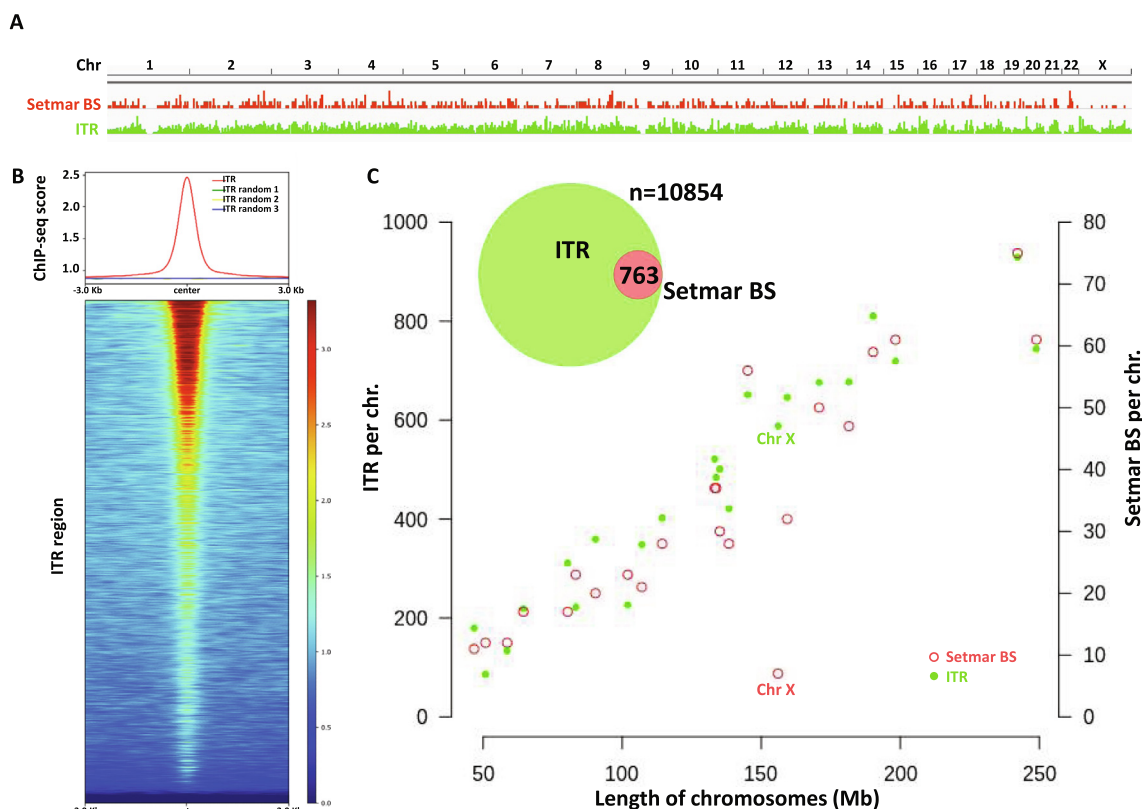 A
Chr 1 2 3 4 5 6 7 8 9 10 11 12 13 14 15 16 17 18 19 20 21 22 X
Setmar BS
ITR
B
ChIP-seq score
2.5
2.0
1.5
1.0
ITR
ITR random 1
ITR random 2
ITR random 3
-3.0 Kb center 3.0 Kb
ITR region
3.0
2.5
2.0
1.5
1.0
0.5
0.0
C
n=10854
ITR
763
Setmar BS
ITR per chr.
1000
800
600
400
200
0
Setmar BS per chr.
80
70
60
50
40
30
20
10
0
Chr X
Chr X
Setmar BS
ITR
50 100 150 200 250
Length of chromosomes (Mb)